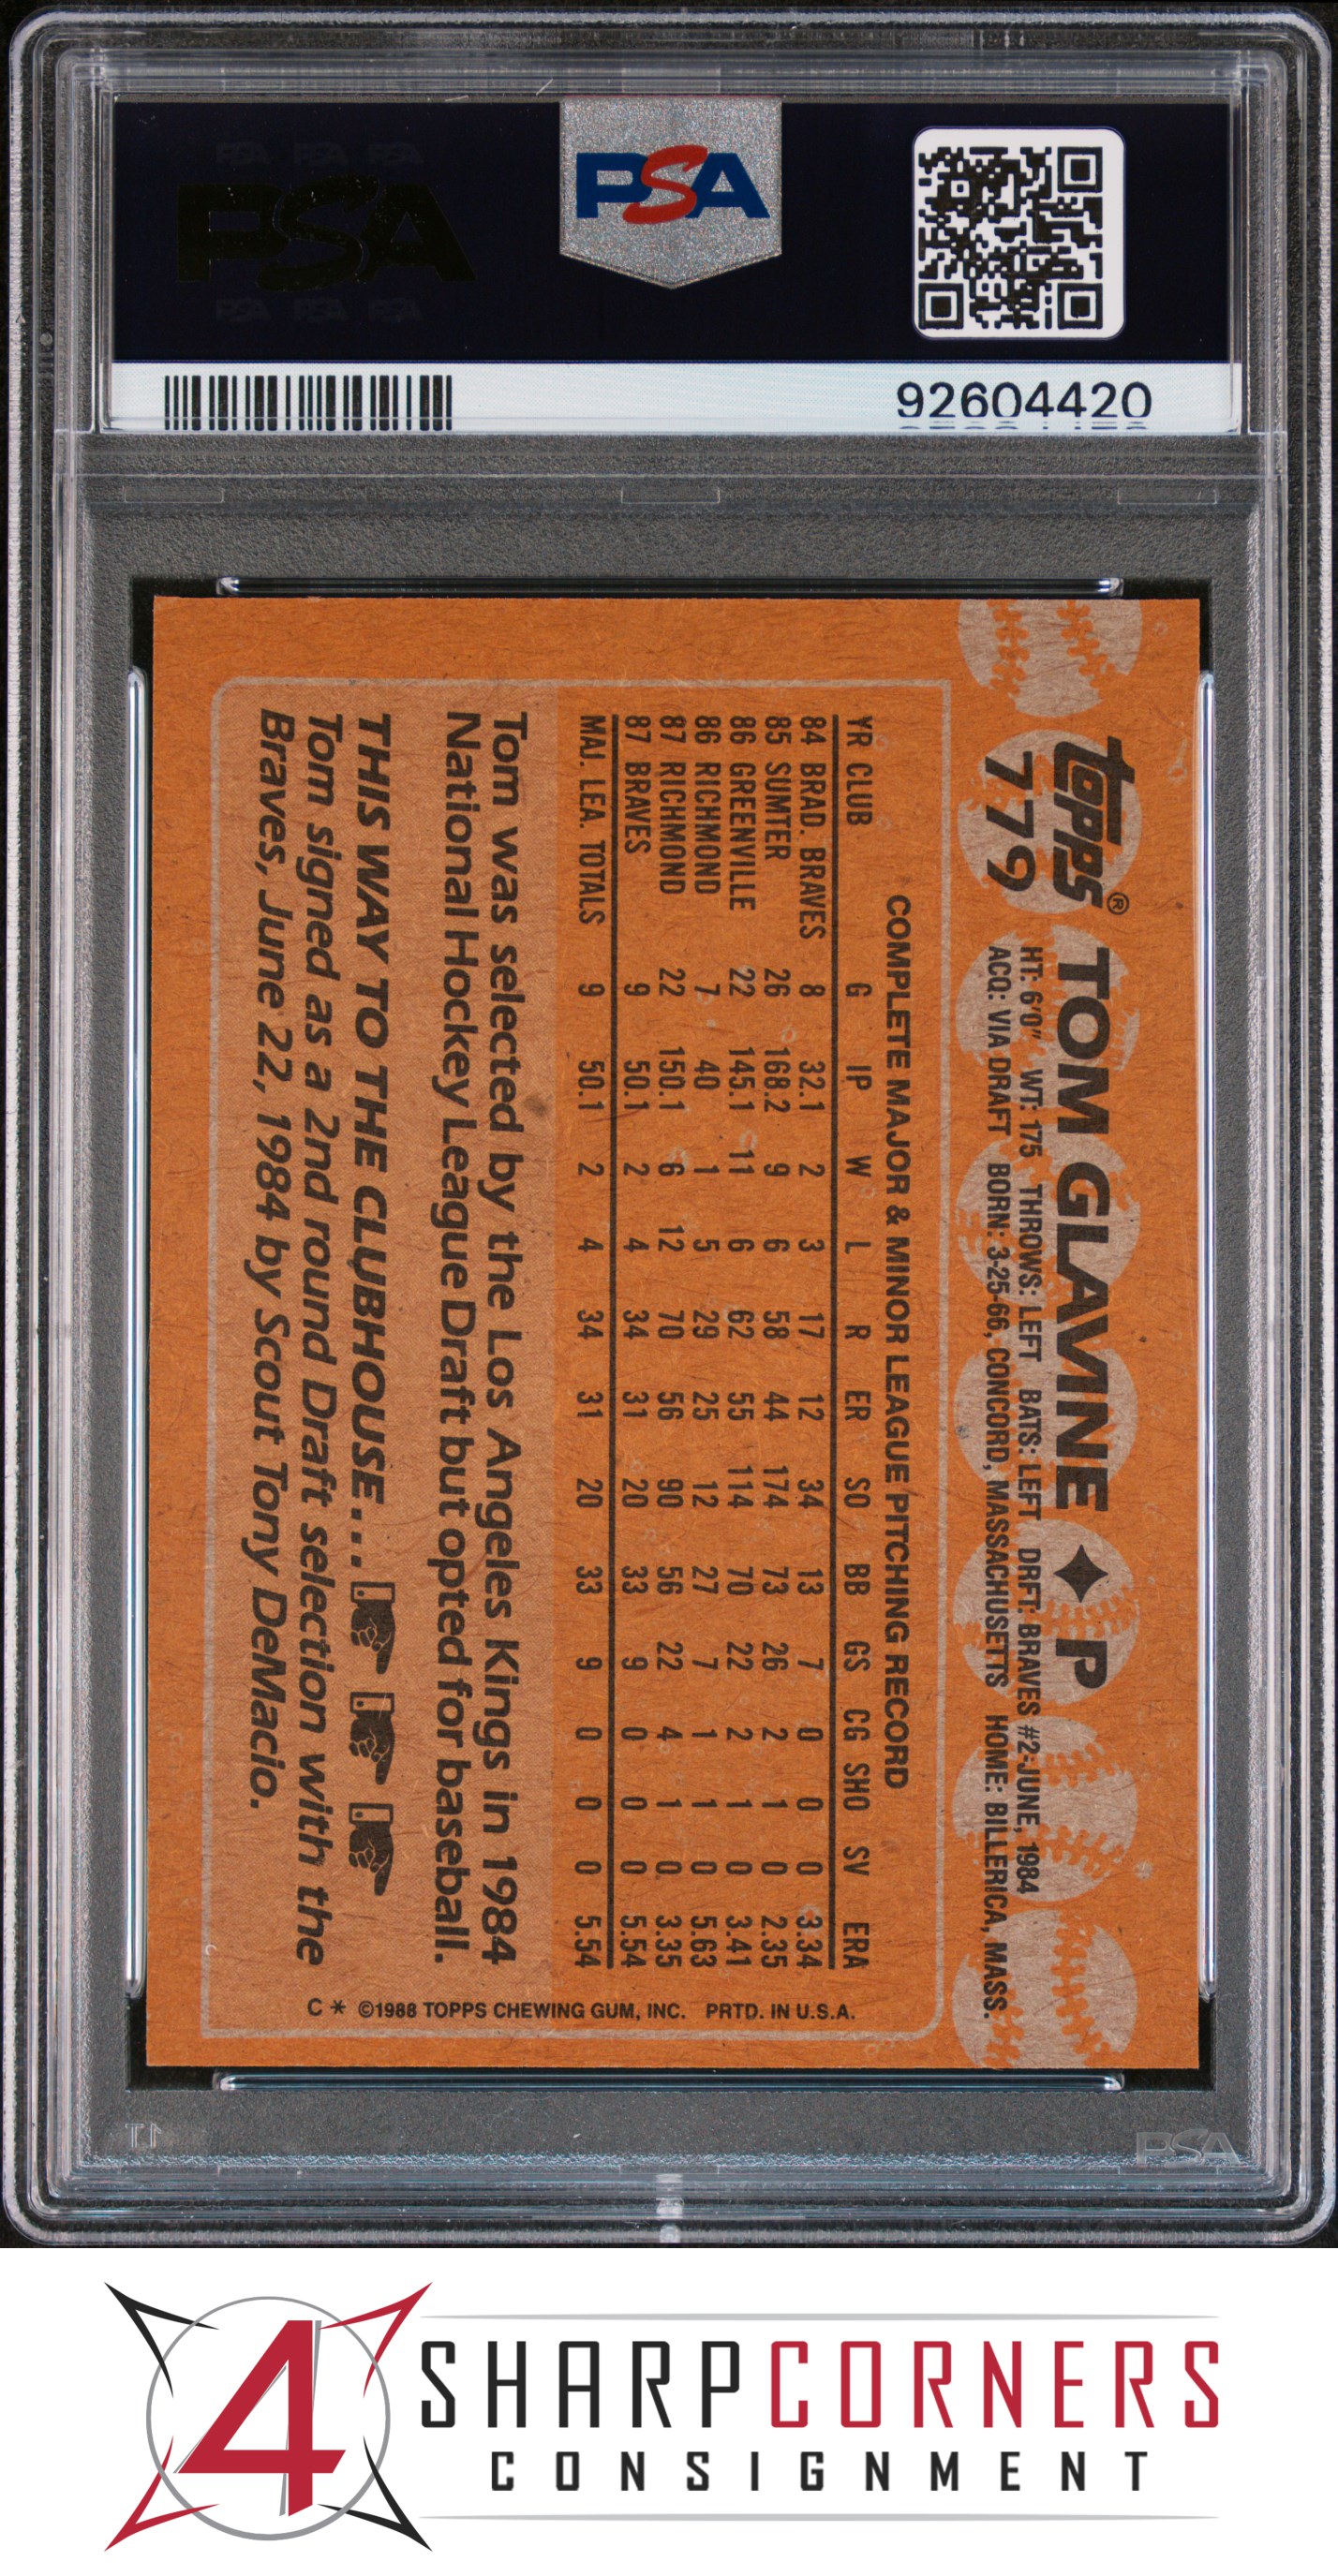 PSA PSA PSA
PSA
PSA PSA PSA
PSA
92604420
topps®
779
TOM GLAVINE ✦ P
HT: 6'0" WT: 175 THROWS: LEFT BATS: LEFT DRFT: BRAVES #2-JUNE, 1984
ACQ: VIA DRAFT BORN: 3-25-66, CONCORD, MASSACHUSETTS HOME: BILLERICA, MASS.
COMPLETE MAJOR & MINOR LEAGUE PITCHING RECORD
YR CLUB G IP W L R ER SO BB GS CG SHO SV ERA
84 BRAD. BRAVES 8 32.1 2 3 17 12 34 13 7 0 0 0 3.34
85 SUMTER 26 168.2 9 6 58 44 174 73 26 2 1 0 2.35
86 GREENVILLE 22 145.1 11 6 62 55 114 70 22 2 1 0 3.41
86 RICHMOND 7 40 1 5 29 25 12 27 7 1 1 0 5.63
87 RICHMOND 22 150.1 6 12 70 56 90 56 22 4 1 0 3.35
87 BRAVES 9 50.1 2 4 34 31 20 33 9 0 0 0 5.54
MAJ. LEA. TOTALS 9 50.1 2 4 34 31 20 33 9 0 0 0 5.54
Tom was selected by the Los Angeles Kings in 1984
National Hockey League Draft but opted for baseball.
THIS WAY TO THE CLUBHOUSE...
Tom signed as a 2nd round Draft selection with the
Braves, June 22, 1984 by Scout Tony DeMacio.
C* ©1988 TOPPS CHEWING GUM, INC. PRTD. IN U.S.A.
PSA
4
SHARPCORNERS
CONSIGNMENT